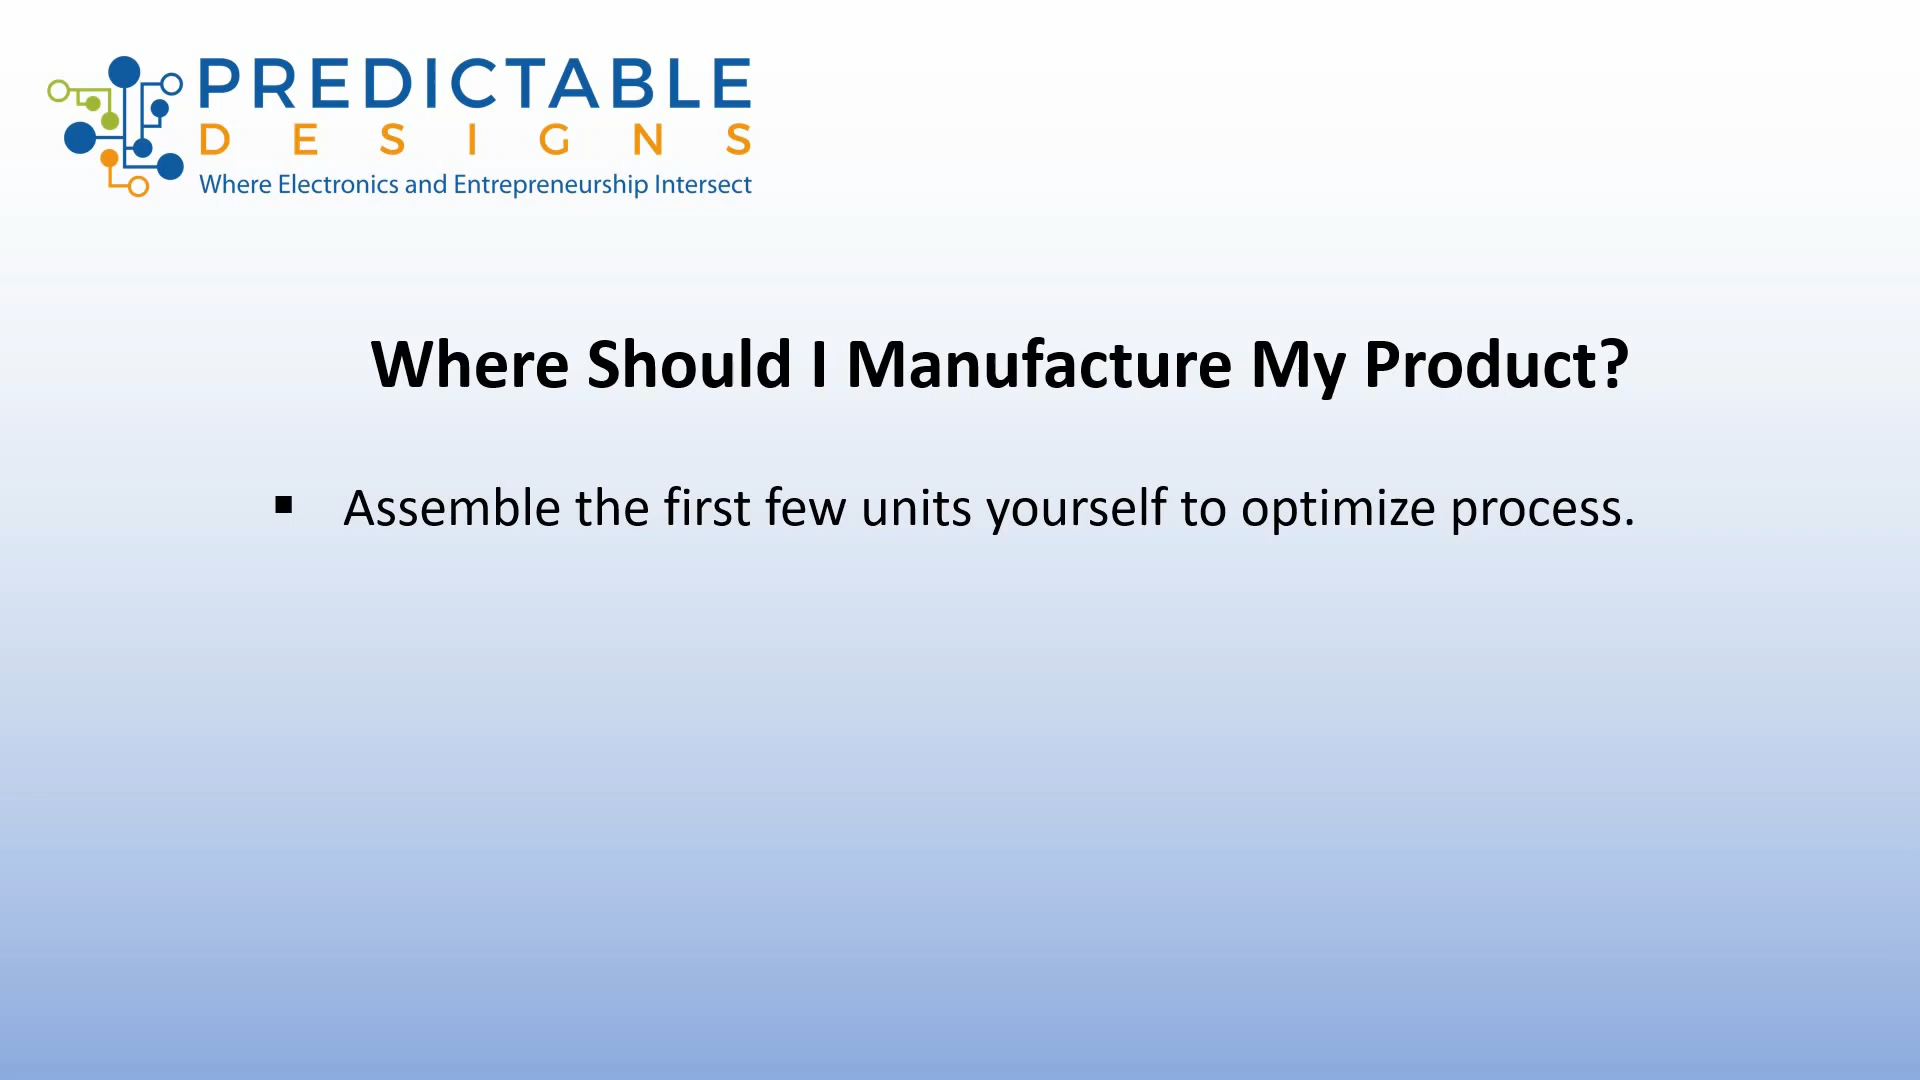 PREDICTABLE
DESIGNS
Where Electronics and Entrepreneurship Intersect
Where Should I Manufacture My Product?
▪ Assemble the first few units yourself to optimize process.